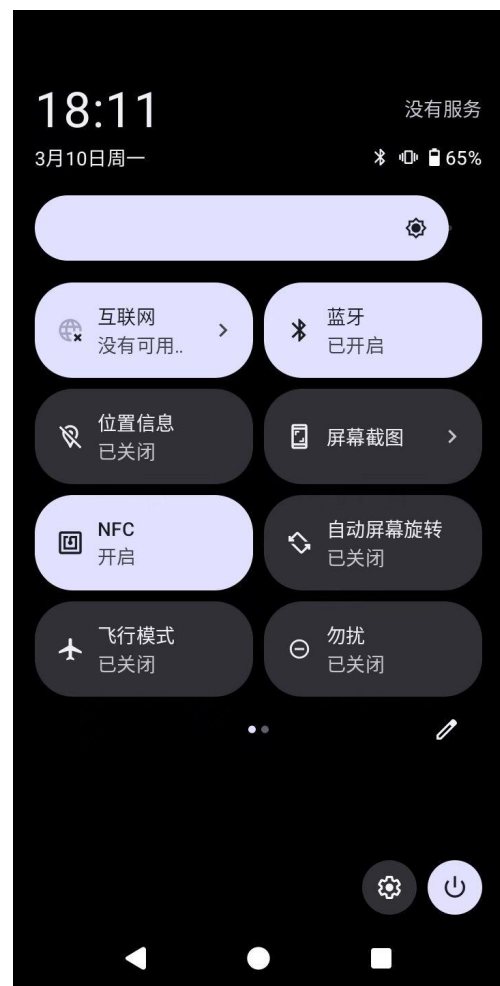 18:11
没有服务
3月10日周一
65%
互联网
没有可用..
蓝牙
已开启
位置信息
已关闭
屏幕截图
NFC
开启
自动屏幕旋转
已关闭
飞行模式
已关闭
勿扰
已关闭